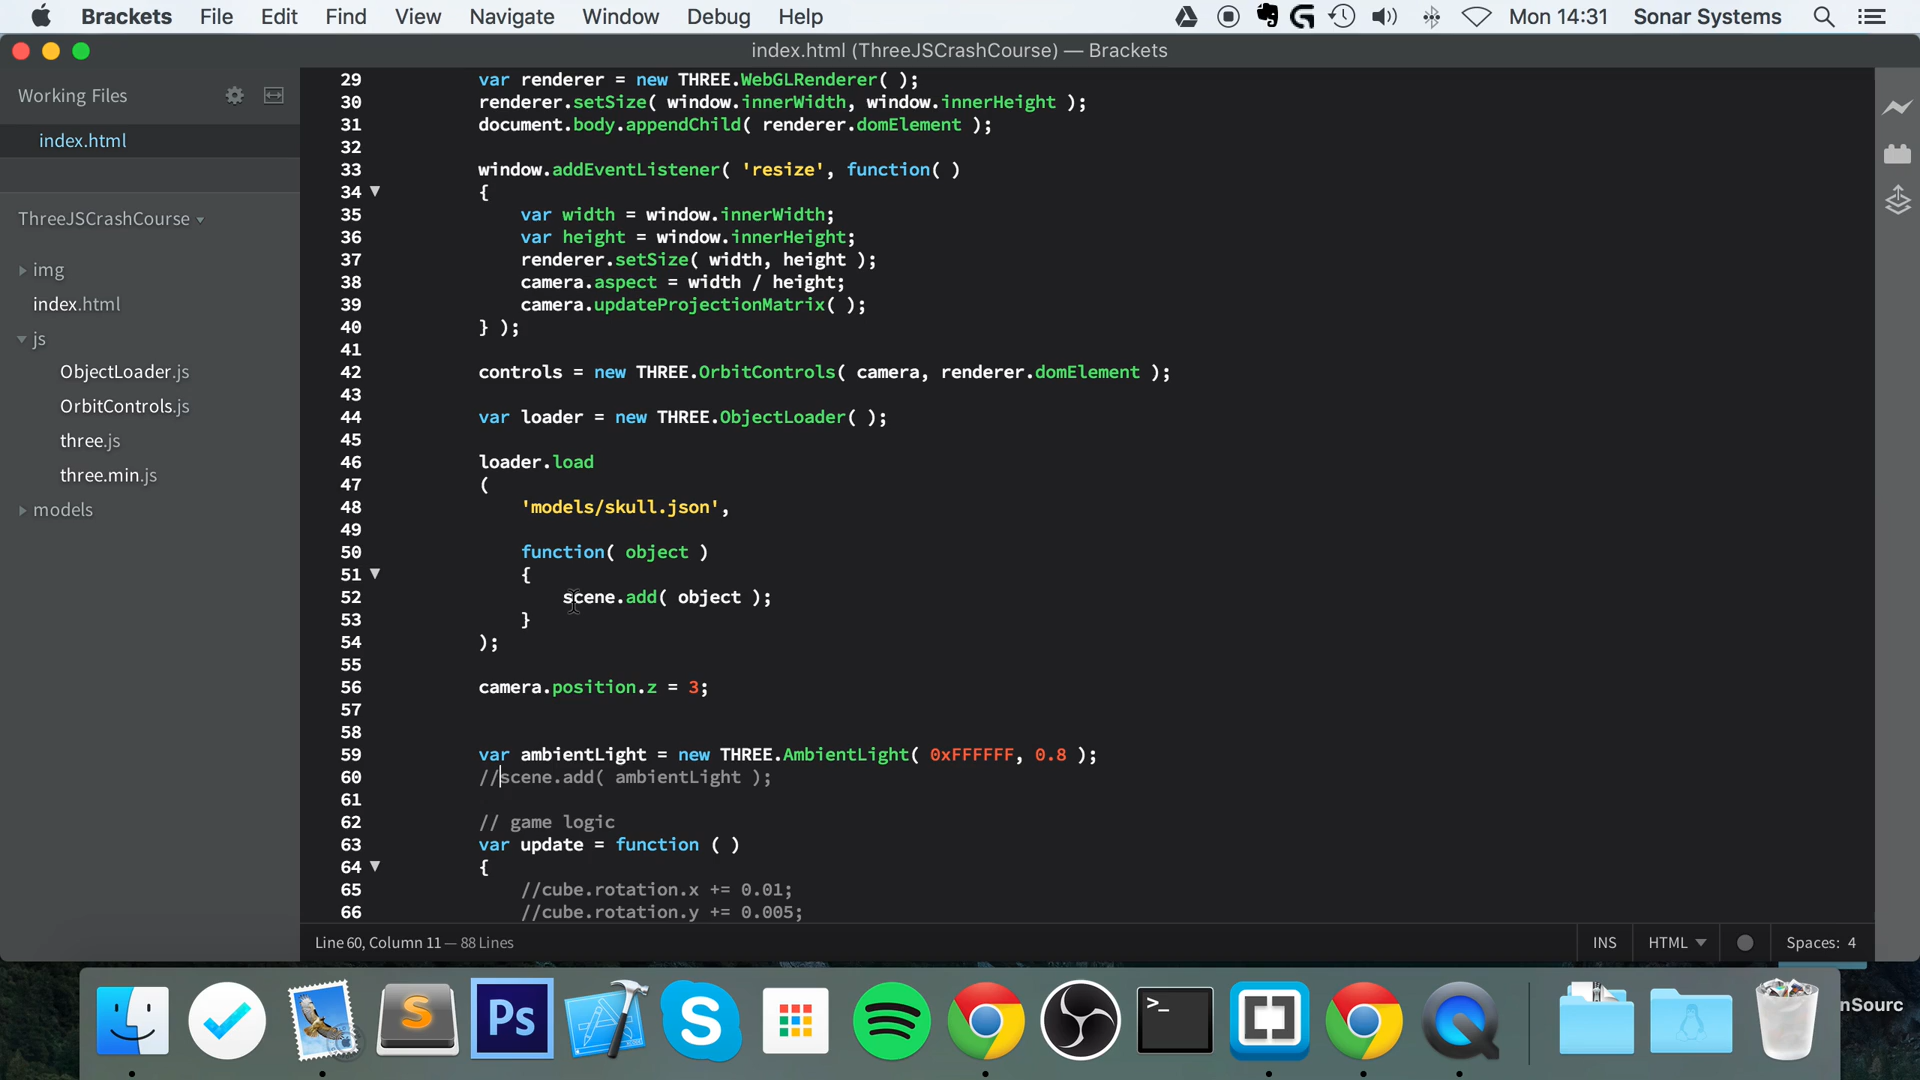 Brackets File Edit Find View Navigate Window Debug Help Mon 14:31 Sonar Systems
index.html (ThreeJSCrashCourse) — Brackets
Working Files
index.html
ThreeJSCrashCourse
img
index.html
js
ObjectLoader.js
OrbitControls.js
three.js
three.min.js
models
29 var renderer = new THREE.WebGLRenderer( );
30 renderer.setSize( window.innerWidth, window.innerHeight );
31 document.body.appendChild( renderer.domElement );
32
33 window.addEventListener( 'resize', function( )
34 {
35 var width = window.innerWidth;
36 var height = window.innerHeight;
37 renderer.setSize( width, height );
38 camera.aspect = width / height;
39 camera.updateProjectionMatrix( );
40 } );
41
42 controls = new THREE.OrbitControls( camera, renderer.domElement );
43
44 var loader = new THREE.ObjectLoader( );
45
46 loader.load
47 (
48 'models/skull.json',
49
50 function( object )
51 {
52 scene.add( object );
53 }
54 );
55
56 camera.position.z = 3;
57
58
59 var ambientLight = new THREE.AmbientLight( 0xFFFFFF, 0.8 );
60 //scene.add( ambientLight );
61
62 // game logic
63 var update = function ( )
64 {
65 //cube.rotation.x += 0.01;
66 //cube.rotation.y += 0.005;
Line 60, Column 11 — 88 Lines
INS HTML Spaces: 4
S Ps S >_ nSourc